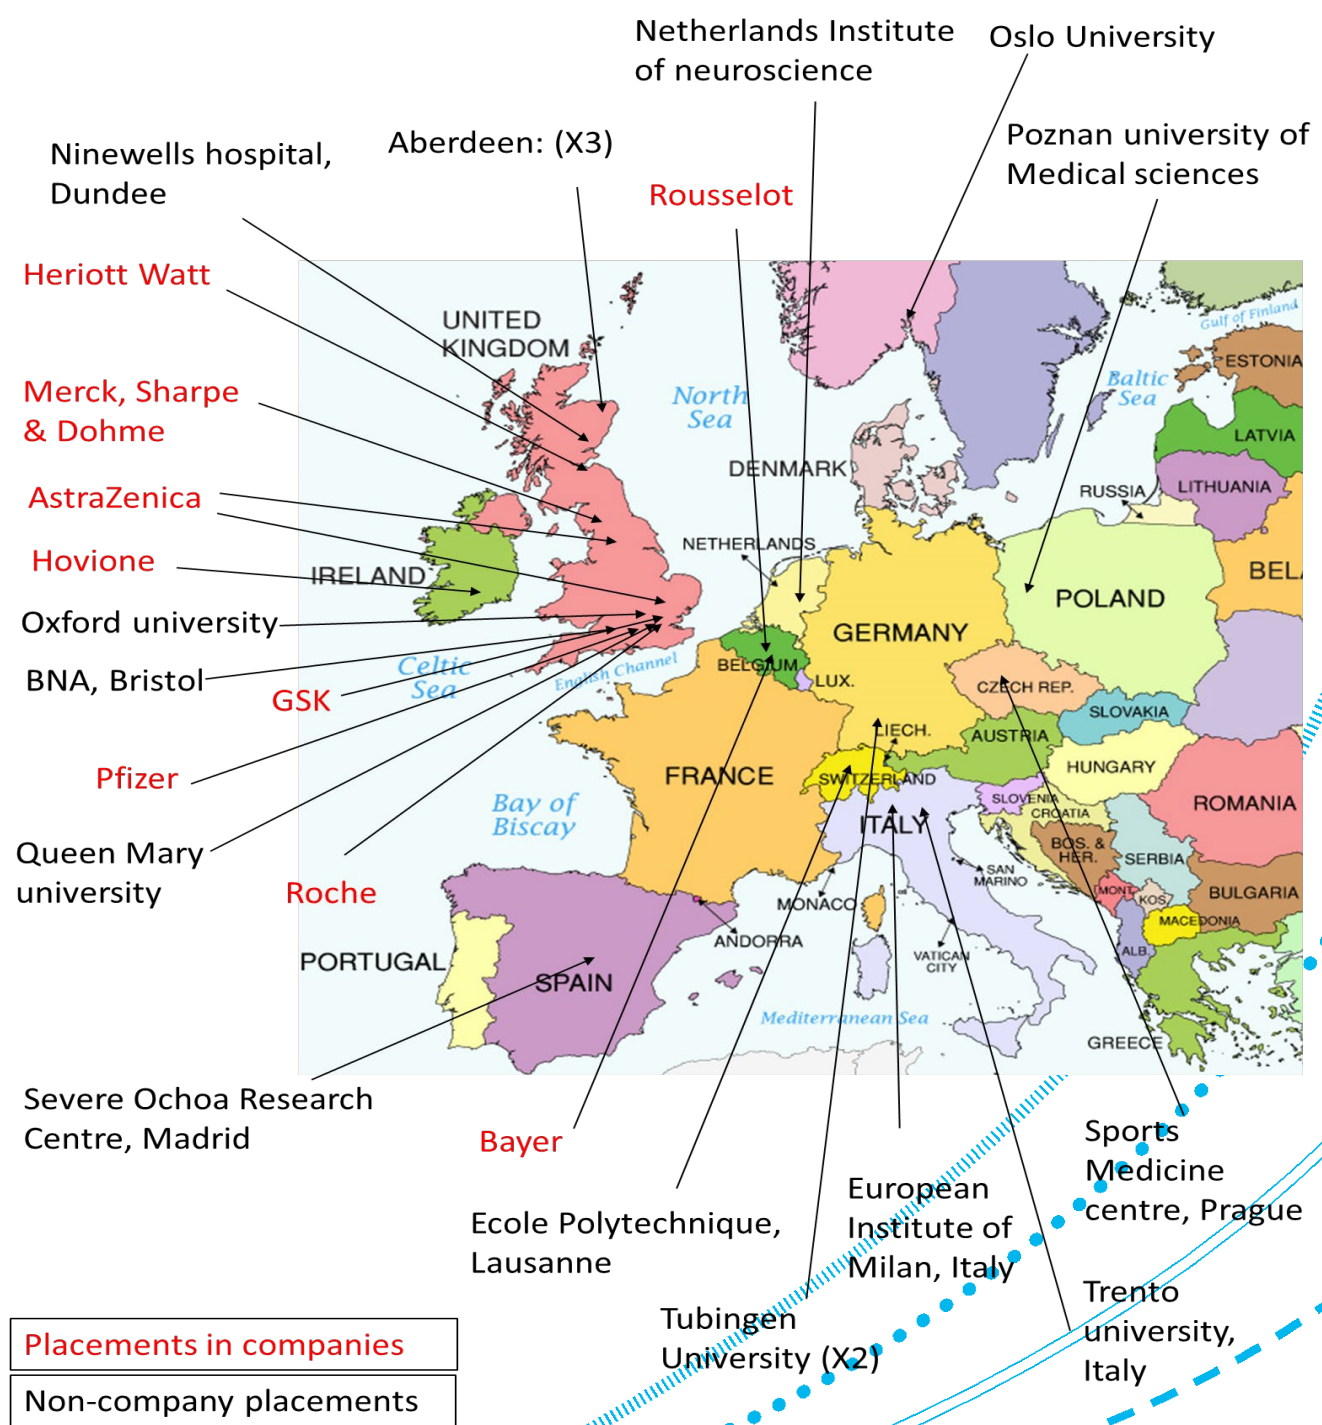 Netherlands Institute
of neuroscience
Oslo University
Ninewells hospital,
Dundee
Aberdeen: (X3)
Rousselot
Poznan university of
Medical sciences
Heriott Watt
Merck, Sharpe
& Dohme
AstraZenica
Hovione
Oxford university
BNA, Bristol
GSK
Pfizer
Queen Mary
university
Roche
UNITED
KINGDOM
North
Sea
Baltic
Sea
Gulf of Finland
ESTONIA
LATVIA
LITHUANIA
RUSSIA
DENMARK
NETHERLANDS
IRELAND
BELA
POLAND
GERMANY
BELGIUM
LUX.
Celtic
Sea
English Channel
CZECH REP.
SLOVAKIA
LIECH.
AUSTRIA
HUNGARY
FRANCE
SWITZERLAND
SLOVENIA
CROATIA
ROMANIA
Bay of
Biscay
ITALY
BOS. &
HER.
SERBIA
SAN
MARINO
MONT.
KOS.
BULGARIA
MONACO
MACEDONIA
ANDORRA
ALB.
VATICAN
CITY
PORTUGAL
SPAIN
Mediterranean Sea
GREECE
Severe Ochoa Research
Centre, Madrid
Bayer
Ecole Polytechnique,
Lausanne
Tubingen
University (X2)
European
Institute of
Milan, Italy
Sports
Medicine
centre, Prague
Trento
university,
Italy
Placements in companies
Non-company placements